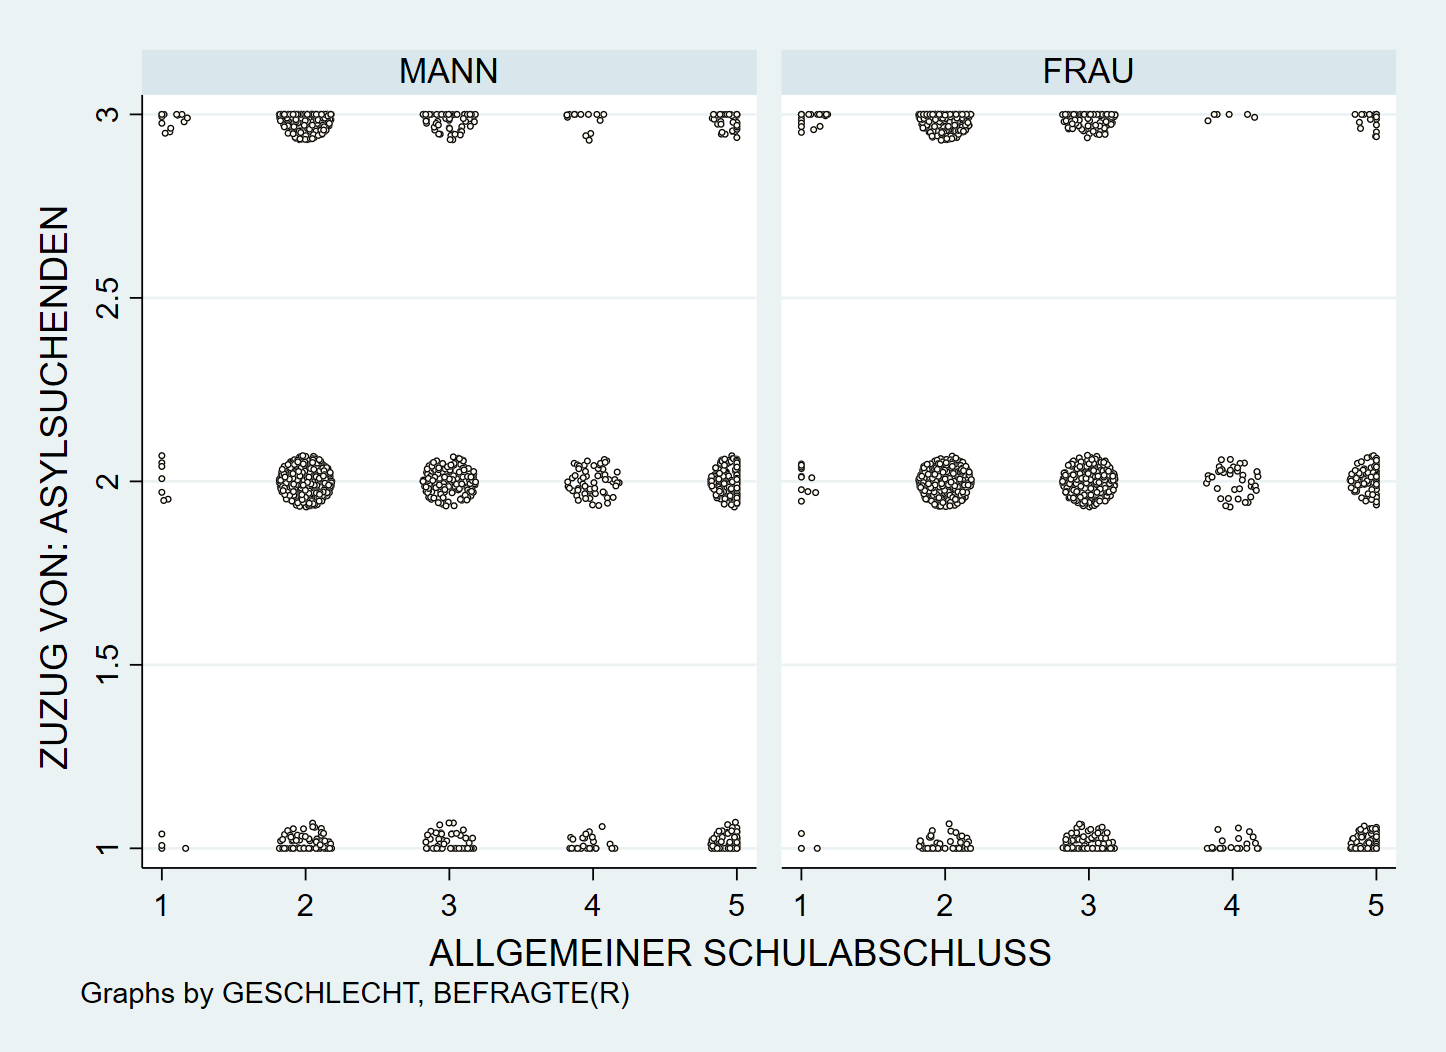 MANN
FRAU
ZUZUG VON: ASYLSUCHENDEN
3
2.5
2
1.5
1
1 2 3 4 5
1 2 3 4 5
ALLGEMEINER SCHULABSCHLUSS
Graphs by GESCHLECHT, BEFRAGTE(R)